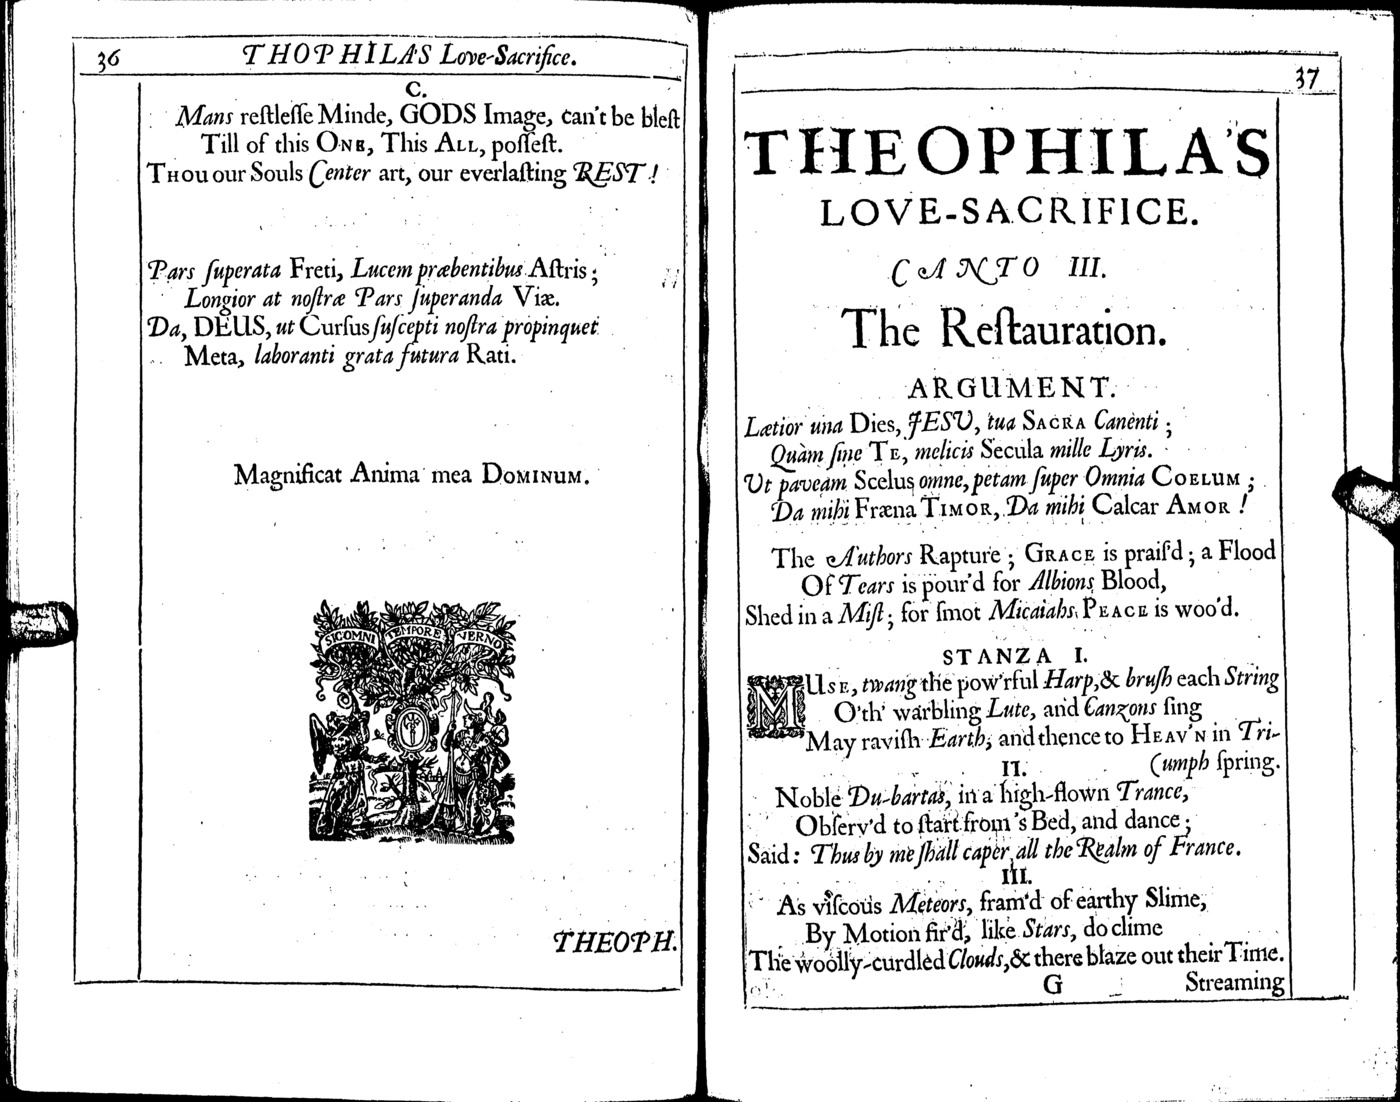 36 THOPHILA'S Love-Sacrifice.
C.
Mans reſtleſſe Minde, GODS Image, can't be bleſt
Till of this ONE, This ALL, poſſeſt.
THOU our Souls Center art, our everlaſting REST!
Pars ſuperata Freti, Lucem præbentibus Aſtris;
Longior at noſtræ Pars ſuperanda Viæ.
Da, DEUS, ut Curſus ſuſcepti noſtra propinquet
Meta, laboranti grata futura Rati.
Magnificat Anima mea DOMINUM.
SIC OMNI TEMPORE VERNO
THEOPH.
37
THEOPHILA'S
LOVE-SACRIFICE.
CANTO III.
The Reſtauration.
ARGUMENT.
Lætior una Dies, JESU, tua SACRA Canènti;
Quàm ſine TE, melicis Secula mille Lyris.
Ut paveam Scelus omne, petam ſuper Omnia COELUM;
Da mihi Fræna TIMOR, Da mihi Calcar AMOR!
The Authors Rapture; GRACE is praiſ'd; a Flood
Of Tears is pour'd for Albions Blood,
Shed in a Miſt; for ſmot Micaiahs PEACE is woo'd.
STANZA I.
MUSE, twang the pow'rful Harp, & bruſh each String
O'th' warbling Lute, and Canzons ſing
May raviſh Earth, and thence to HEAV'N in Tri-
(umph ſpring.
II.
Noble Du-bartas, in a high-flown Trance,
Obſerv'd to ſtart from 's Bed, and dance;
Said: Thus by me ſhall caper all the Realm of France.
III.
As viſcous Meteors, fram'd of earthy Slime,
By Motion fir'd, like Stars, do clime
The woolly-curdled Clouds, & there blaze out their Time.
G Streaming